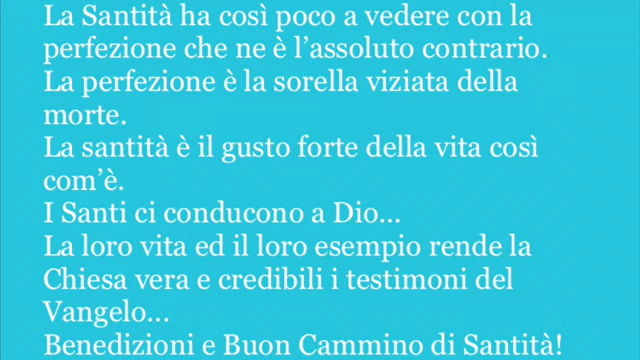 La Santità ha così poco a vedere con la
perfezione che ne è l’assoluto contrario.
La perfezione è la sorella viziata della
morte.
La santità è il gusto forte della vita così
com’è.
I Santi ci conducono a Dio...
La loro vita ed il loro esempio rende la
Chiesa vera e credibili i testimoni del
Vangelo...
Benedizioni e Buon Cammino di Santità!